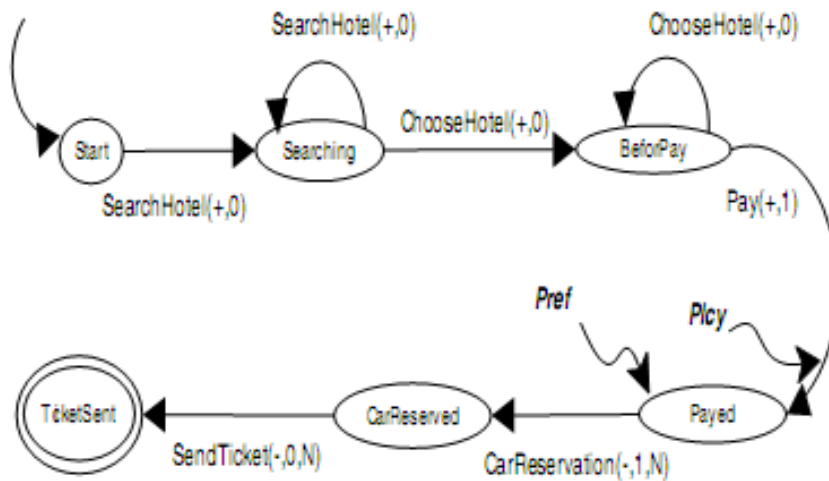 SearchHotel(+,0)
ChooseHotel(+,0)
ChooseHotel(+,0)
Start
Searching
BeforPay
SearchHotel(+,0)
Pay(+,1)
Pref
Plcy
TicketSent
CarReserved
Payed
SendTicket(-,0,N)
CarReservation(-,1,N)